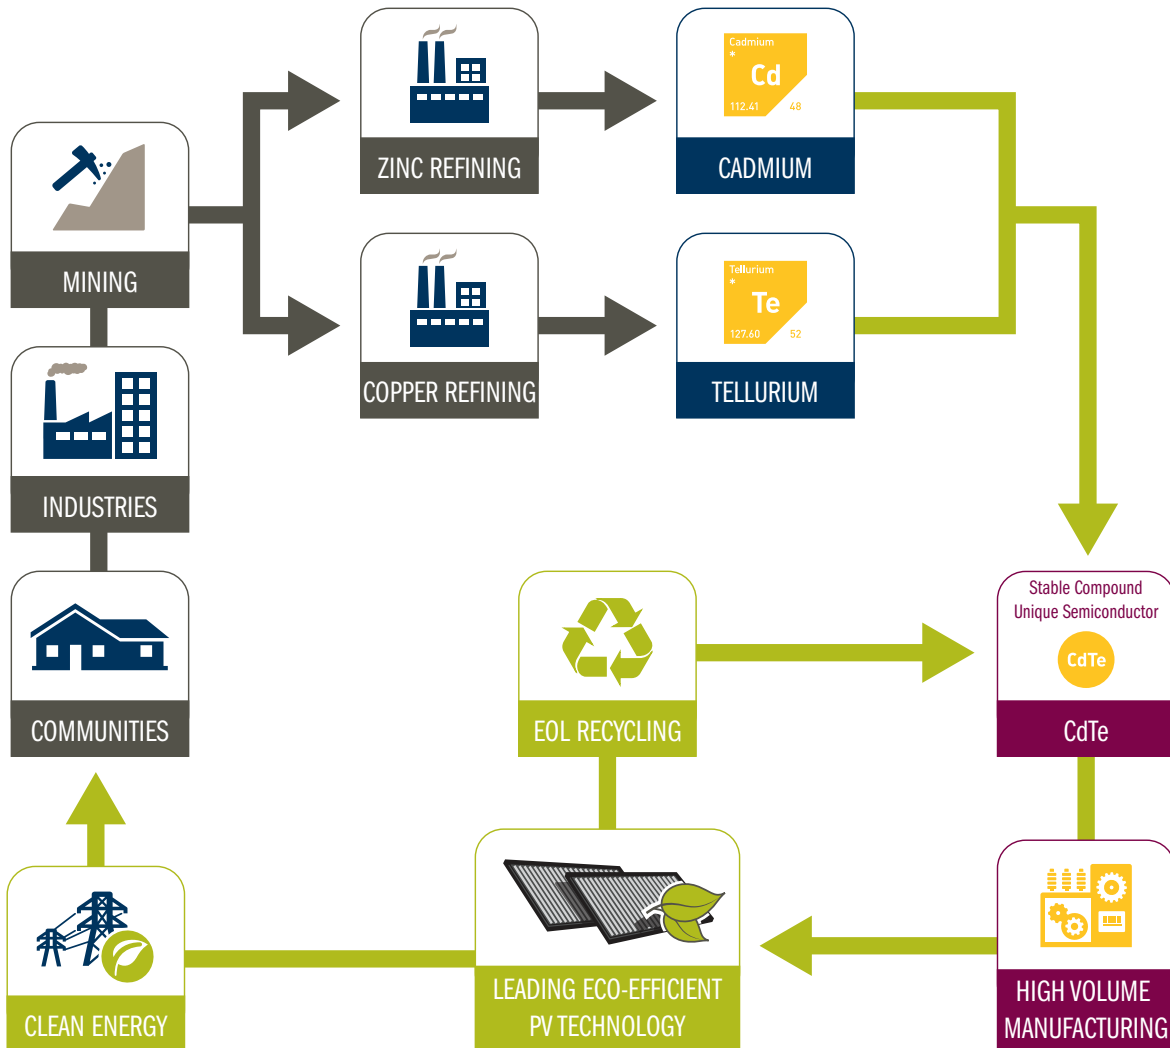 Cadmium
*
Cd
112.41 48
ZINC REFINING
CADMIUM
MINING
Tellurium
*
Te
127.60 52
COPPER REFINING
TELLURIUM
INDUSTRIES
Stable Compound
Unique Semiconductor
CdTe
COMMUNITIES
EOL RECYCLING
CdTe
CLEAN ENERGY
LEADING ECO-EFFICIENT
PV TECHNOLOGY
HIGH VOLUME
MANUFACTURING